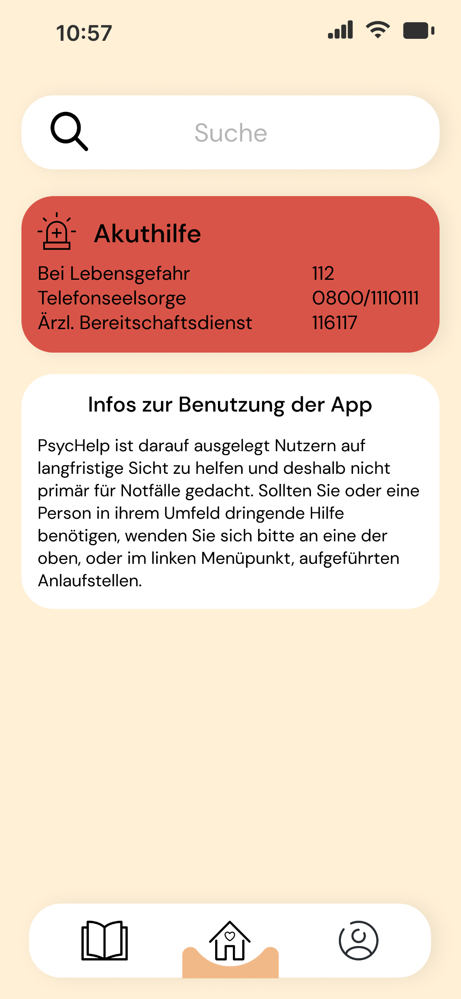 10:57
Suche
Akuthilfe
Bei Lebensgefahr 112
Telefonseelsorge 0800/1110111
Ärzl. Bereitschaftsdienst 116117
Infos zur Benutzung der App
PsycHelp ist darauf ausgelegt Nutzern auf
langfristige Sicht zu helfen und deshalb nicht
primär für Notfälle gedacht. Sollten Sie oder eine
Person in ihrem Umfeld dringende Hilfe
benötigen, wenden Sie sich bitte an eine der
oben, oder im linken Menüpunkt, aufgeführten
Anlaufstellen.